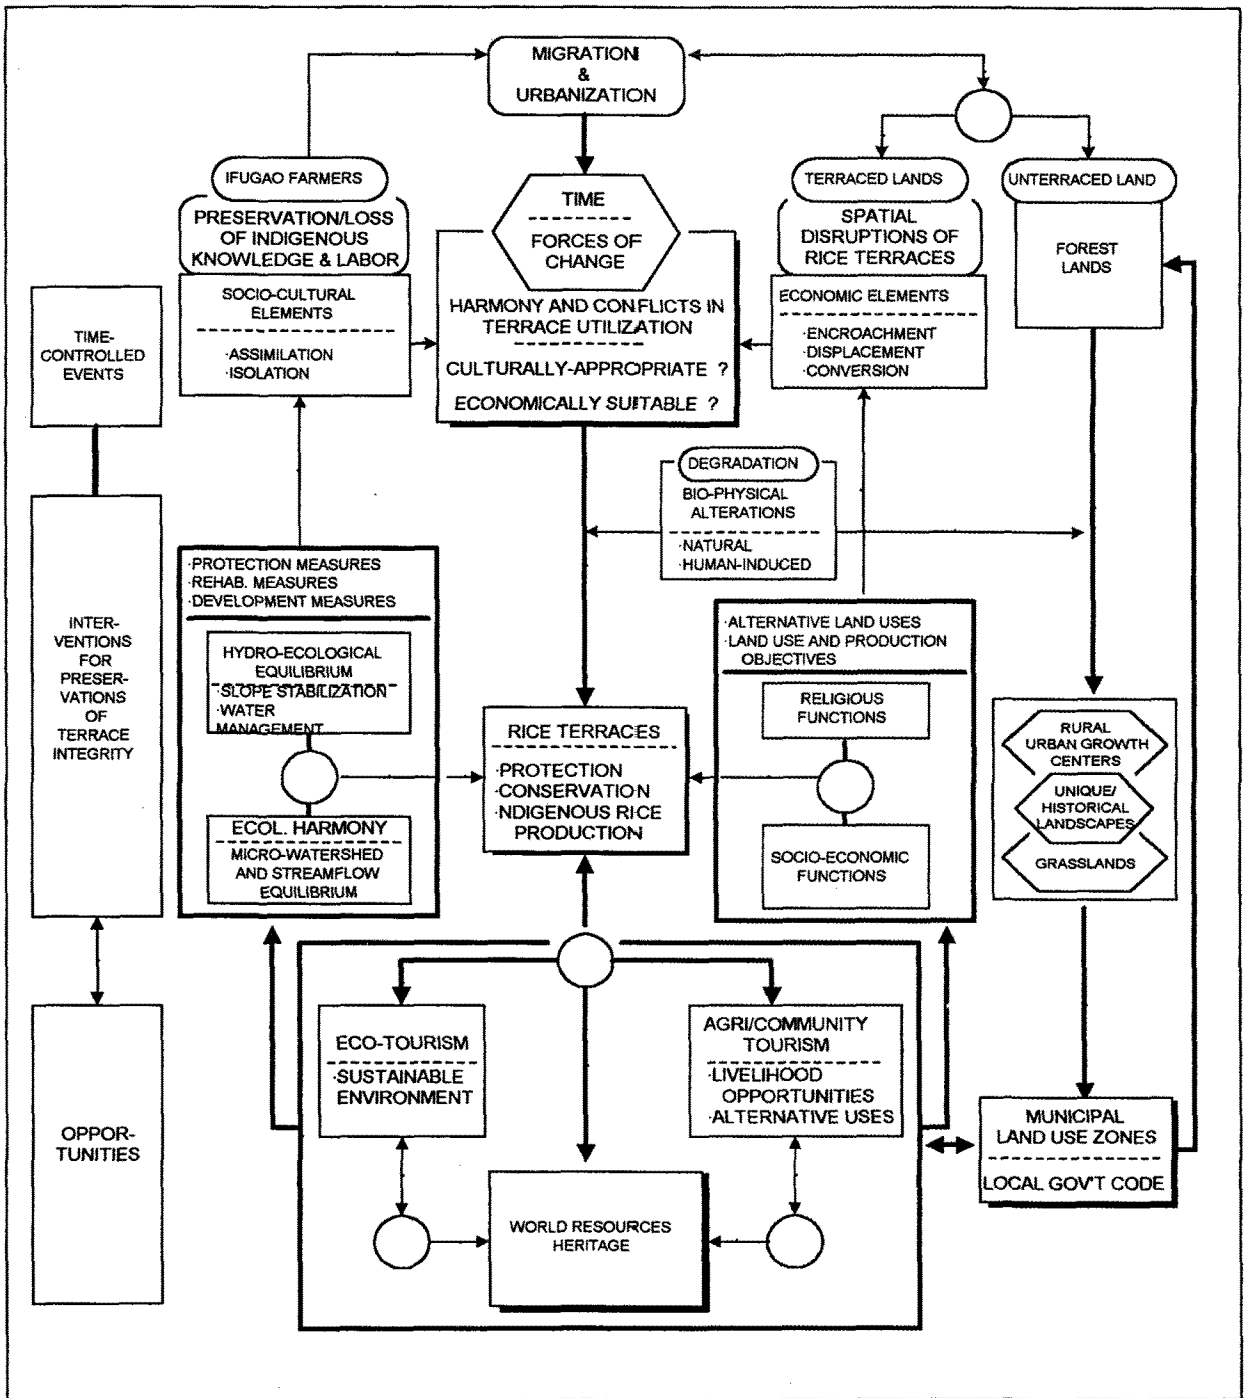 MIGRATION
&
URBANIZATION
IFUGAO FARMERS
PRESERVATION/LOSS
OF INDIGENOUS
KNOWLEDGE & LABOR
SOCIO-CULTURAL
ELEMENTS
·ASSIMILATION
·ISOLATION
TIME
FORCES OF
CHANGE
HARMONY AND CONFLICTS IN
TERRACE UTILIZATION
CULTURALLY-APPROPRIATE ?
ECONOMICALLY SUITABLE ?
TERRACED LANDS
SPATIAL
DISRUPTIONS OF
RICE TERRACES
ECONOMIC ELEMENTS
·ENCROACHMENT
·DISPLACEMENT
·CONVERSION
UNTERRACED LAND
FOREST
LANDS
TIME-
CONTROLLED
EVENTS
DEGRADATION
BIO-PHYSICAL
ALTERATIONS
·NATURAL
·HUMAN-INDUCED
INTER-
VENTIONS
FOR
PRESER-
VATIONS
OF
TERRACE
INTEGRITY
·PROTECTION MEASURES
·REHAB. MEASURES
·DEVELOPMENT MEASURES
HYDRO-ECOLOGICAL
EQUILIBRIUM
·SLOPE STABILIZATION
·WATER
MANAGEMENT
ECOL. HARMONY
MICRO-WATERSHED
AND STREAMFLOW
EQUILIBRIUM
RICE TERRACES
·PROTECTION
·CONSERVATION
·NDIGENOUS RICE
PRODUCTION
·ALTERNATIVE LAND USES
·LAND USE AND PRODUCTION
OBJECTIVES
RELIGIOUS
FUNCTIONS
SOCIO-ECONOMIC
FUNCTIONS
RURAL
URBAN GROWTH
CENTERS
UNIQUE/
HISTORICAL
LANDSCAPES
GRASSLANDS
OPPOR-
TUNITIES
ECO-TOURISM
·SUSTAINABLE
ENVIRONMENT
AGRI/COMMUNITY
TOURISM
·LIVELIHOOD
OPPORTUNITIES
·ALTERNATIVE USES
WORLD RESOURCES
HERITAGE
MUNICIPAL
LAND USE ZONES
LOCAL GOV'T CODE